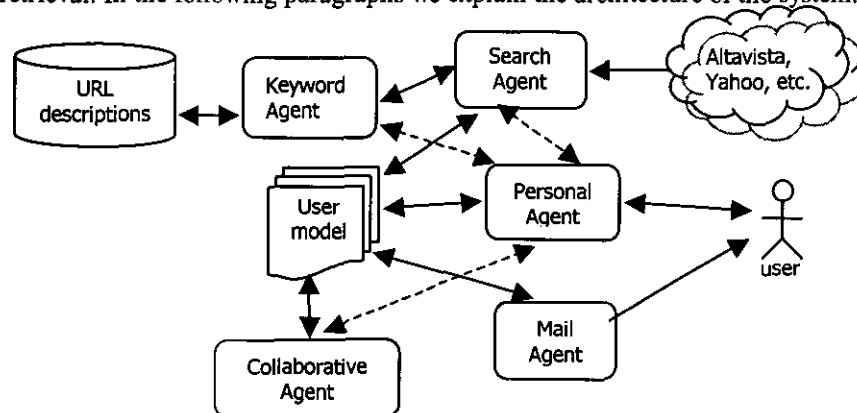 retrieval. In the following paragraphs we explain the architecture of the system.
URL
descriptions
Keyword
Agent
Search
Agent
Altavista,
Yahoo, etc.
User
model
Personal
Agent
user
Mail
Agent
Collaborative
Agent